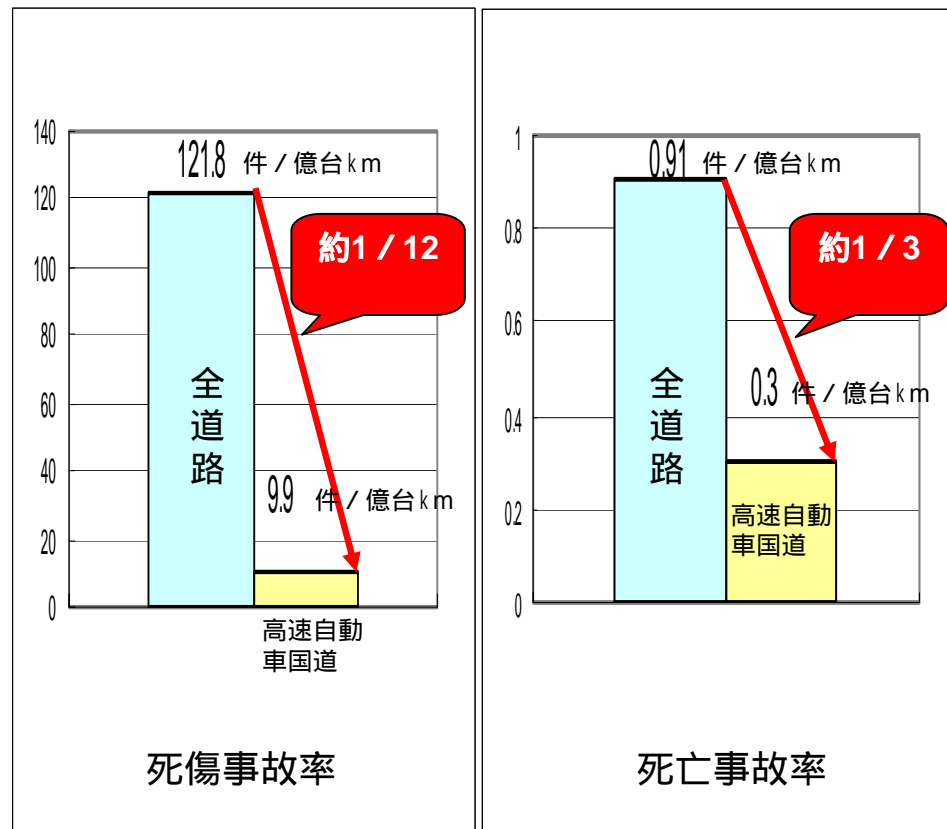 140
120
100
80
60
40
20
0
121.8 件／億台km
約1／12
全
道
路
9.9 件／億台km
高速自動
車国道
死傷事故率
1
0.8
0.6
0.4
0.2
0
0.91 件／億台km
約1／3
全
道
路
0.3 件／億台km
高速自動
車国道
死亡事故率